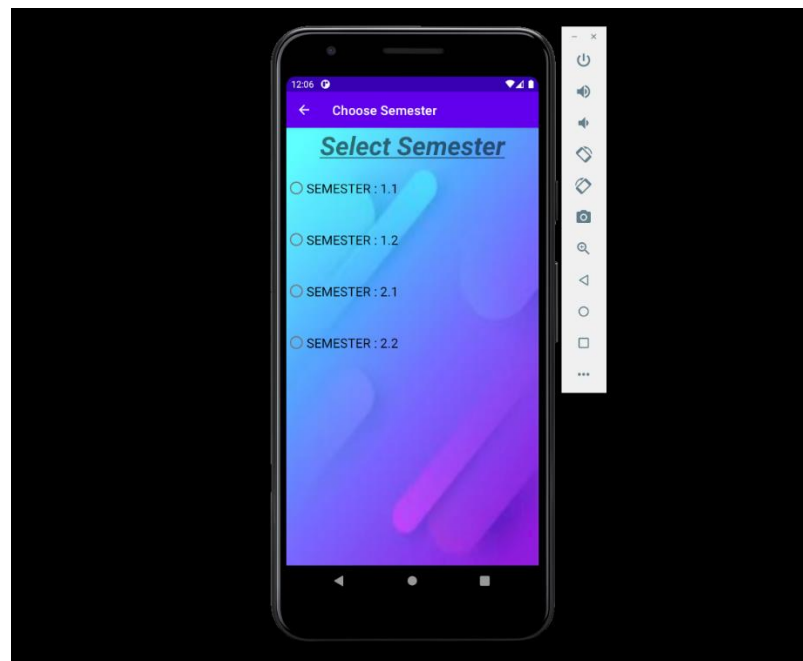 12:06
Choose Semester
Select Semester
SEMESTER : 1.1
SEMESTER : 1.2
SEMESTER : 2.1
SEMESTER : 2.2